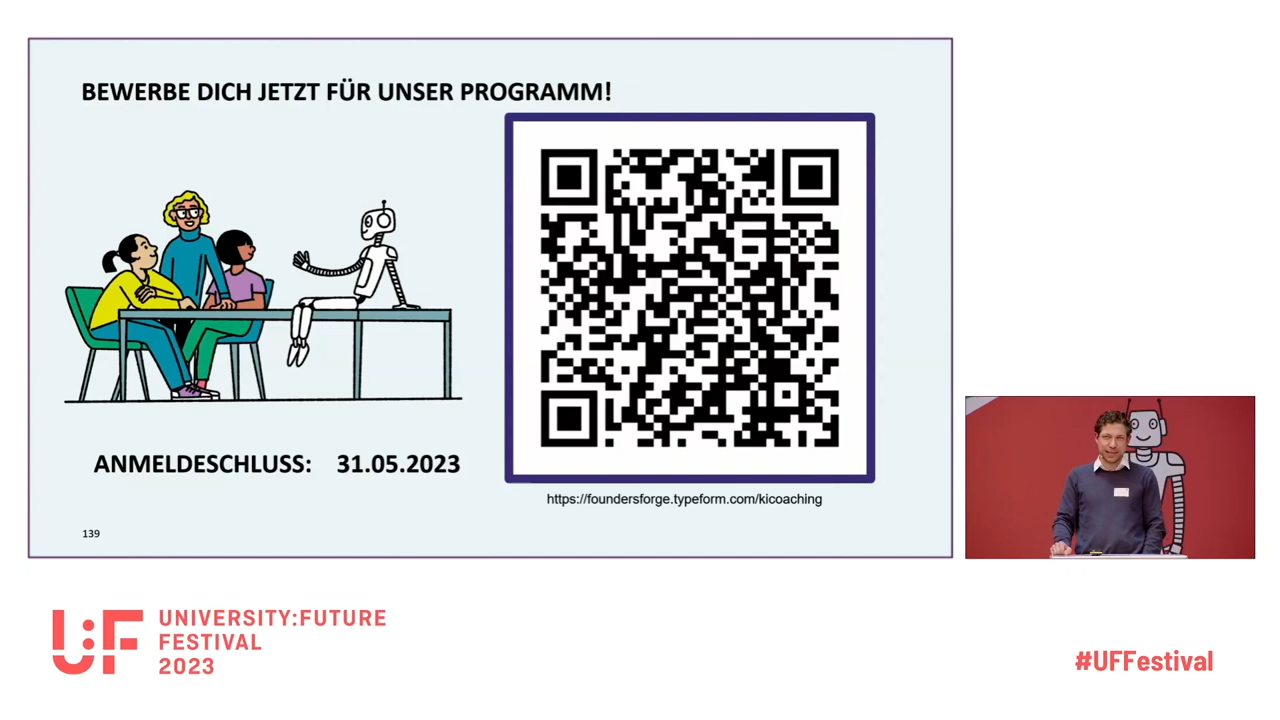 BEWERBE DICH JETZT FÜR UNSER PROGRAMM!
ANMELDESCHLUSS: 31.05.2023
https://foundersforge.typeform.com/kicoaching
139
U:F
UNIVERSITY:FUTURE
FESTIVAL
2023
#UFFestival